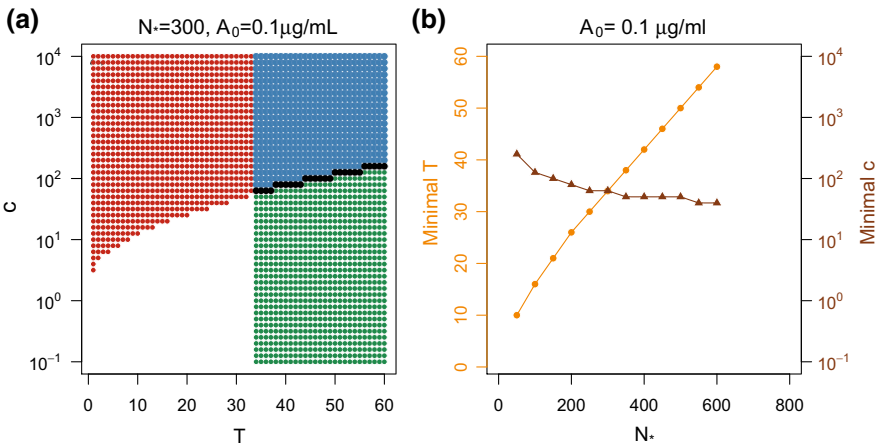 (a)
N*=300, A0=0.1μg/mL
c
10^4
10^3
10^2
10^1
10^0
10^-1
0 10 20 30 40 50 60
T
(b)
A0= 0.1 μg/ml
Minimal T
60
50
40
30
20
10
0
10^4
10^3
10^2
10^1
10^0
10^-1
Minimal c
0 200 400 600 800
N*